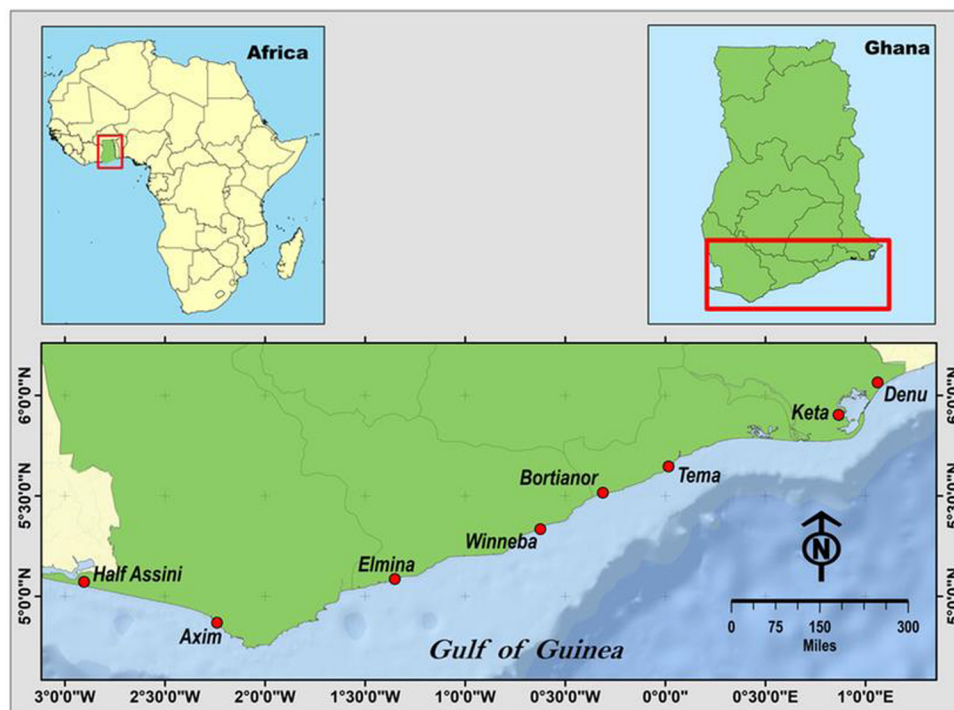 Africa
Ghana
6°0'0"N
6°0'0"N
Denu
Keta
Tema
Bortianor
5°30'0"N
5°30'0"N
Winneba
N
Elmina
Half Assini
5°0'0"N
5°0'0"N
Axim
0 75 150 300
Miles
Gulf of Guinea
3°0'0"W 2°30'0"W 2°0'0"W 1°30'0"W 1°0'0"W 0°30'0"W 0°0'0" 0°30'0"E 1°0'0"E